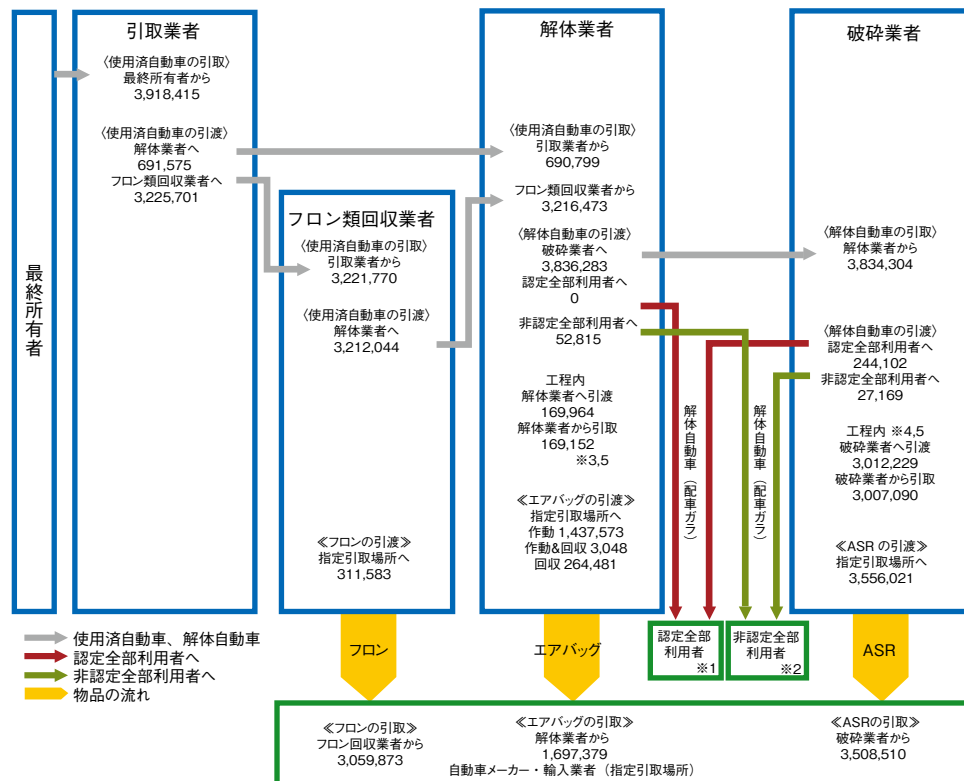 最終所有者
引取業者
〈使用済自動車の引取〉
最終所有者から
3,918,415
〈使用済自動車の引渡〉
解体業者へ
691,575
フロン類回収業者へ
3,225,701
フロン類回収業者
〈使用済自動車の引取〉
引取業者から
3,221,770
〈使用済自動車の引渡〉
解体業者へ
3,212,044
≪フロンの引渡≫
指定引取場所へ
311,583
解体業者
〈使用済自動車の引取〉
引取業者から
690,799
フロン類回収業者から
3,216,473
〈解体自動車の引渡〉
破砕業者へ
3,836,283
認定全部利用者へ
0
非認定全部利用者へ
52,815
工程内
解体業者へ引渡
169,964
解体業者から引取
169,152
※3,5
≪エアバッグの引渡≫
指定引取場所へ
作動 1,437,573
作動&回収 3,048
回収 264,481
解体自動車（配車ガラ）
解体自動車（配車ガラ）
破砕業者
〈解体自動車の引取〉
解体業者から
3,834,304
〈解体自動車の引渡〉
認定全部利用者へ
244,102
非認定全部利用者へ
27,169
工程内 ※4,5
破砕業者へ引渡
3,012,229
破砕業者から引取
3,007,090
≪ASR の引渡≫
指定引取場所へ
3,556,021
使用済自動車、解体自動車
認定全部利用者へ
非認定全部利用者へ
物品の流れ
フロン
エアバッグ
認定全部
利用者
※1
非認定全部
利用者
※2
ASR
≪フロンの引取≫
フロン回収業者から
3,059,873
≪エアバッグの引取≫
解体業者から
1,697,379
自動車メーカー・輸入業者（指定引取場所）
≪ASRの引取≫
破砕業者から
3,508,510